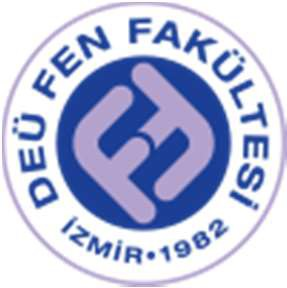 DEÜ FEN FAKÜLTESİ
İZMİR • 1982